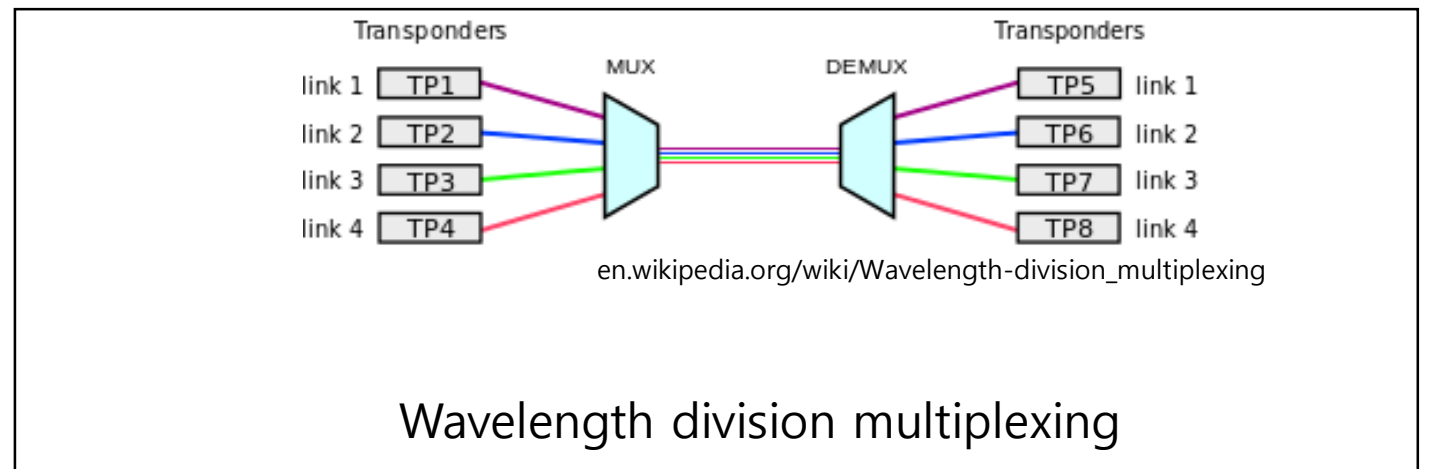 Transponders Transponders
MUX DEMUX
link 1 TP1 TP5 link 1
link 2 TP2 TP6 link 2
link 3 TP3 TP7 link 3
link 4 TP4 TP8 link 4
en.wikipedia.org/wiki/Wavelength-division_multiplexing
Wavelength division multiplexing